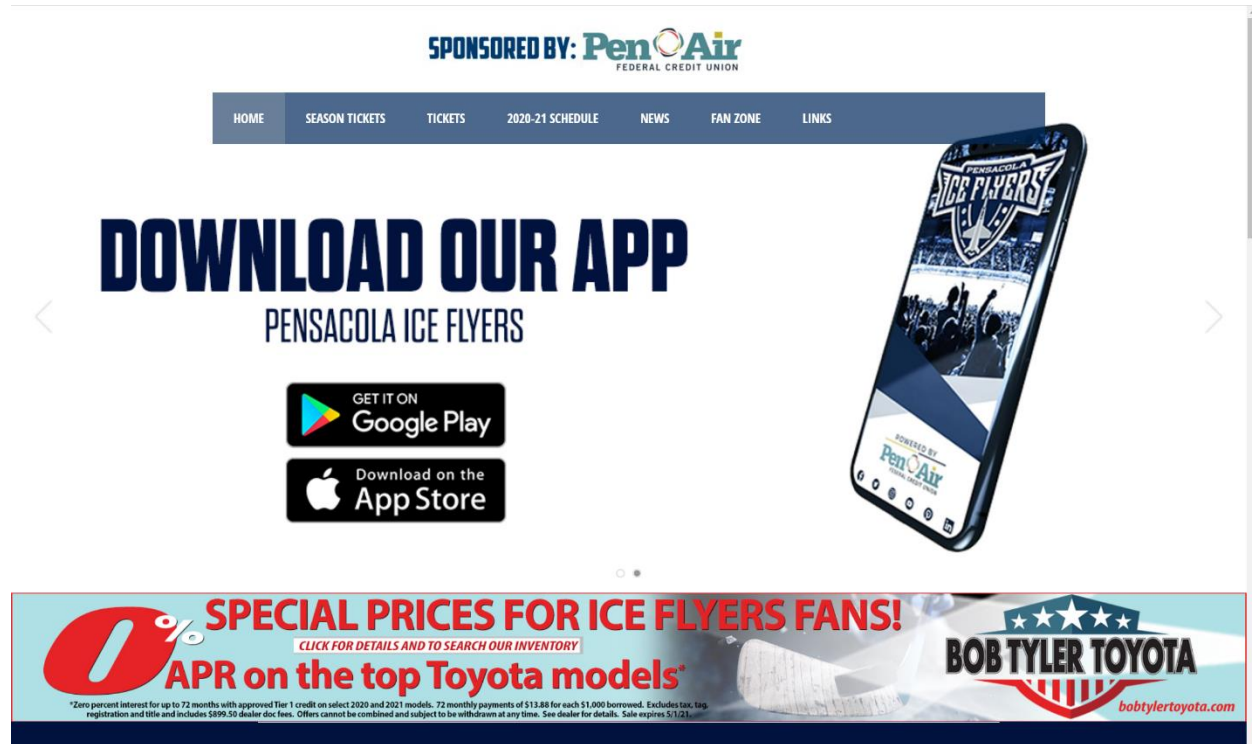 SPONSORED BY: PenAir
FEDERAL CREDIT UNION
HOME SEASON TICKETS TICKETS 2020-21 SCHEDULE NEWS FAN ZONE LINKS
DOWNLOAD OUR APP
PENSACOLA ICE FLYERS
GET IT ON
Google Play
Download on the
App Store
PENSACOLA
ICE FLYERS
POWERED BY
PenAir
FEDERAL CREDIT UNION
0% SPECIAL PRICES FOR ICE FLYERS FANS!
CLICK FOR DETAILS AND TO SEARCH OUR INVENTORY
APR on the top Toyota models*
*Zero percent interest for up to 72 months with approved Tier 1 credit on select 2020 and 2021 models. 72 monthly payments of $13.88 for each $1,000 borrowed. Excludes tax, tag,
registration and title and includes $899.50 dealer doc fees. Offers cannot be combined and subject to be withdrawn at any time. See dealer for details. Sale expires 5/1/21.
BOB TYLER TOYOTA
bobtylertoyota.com